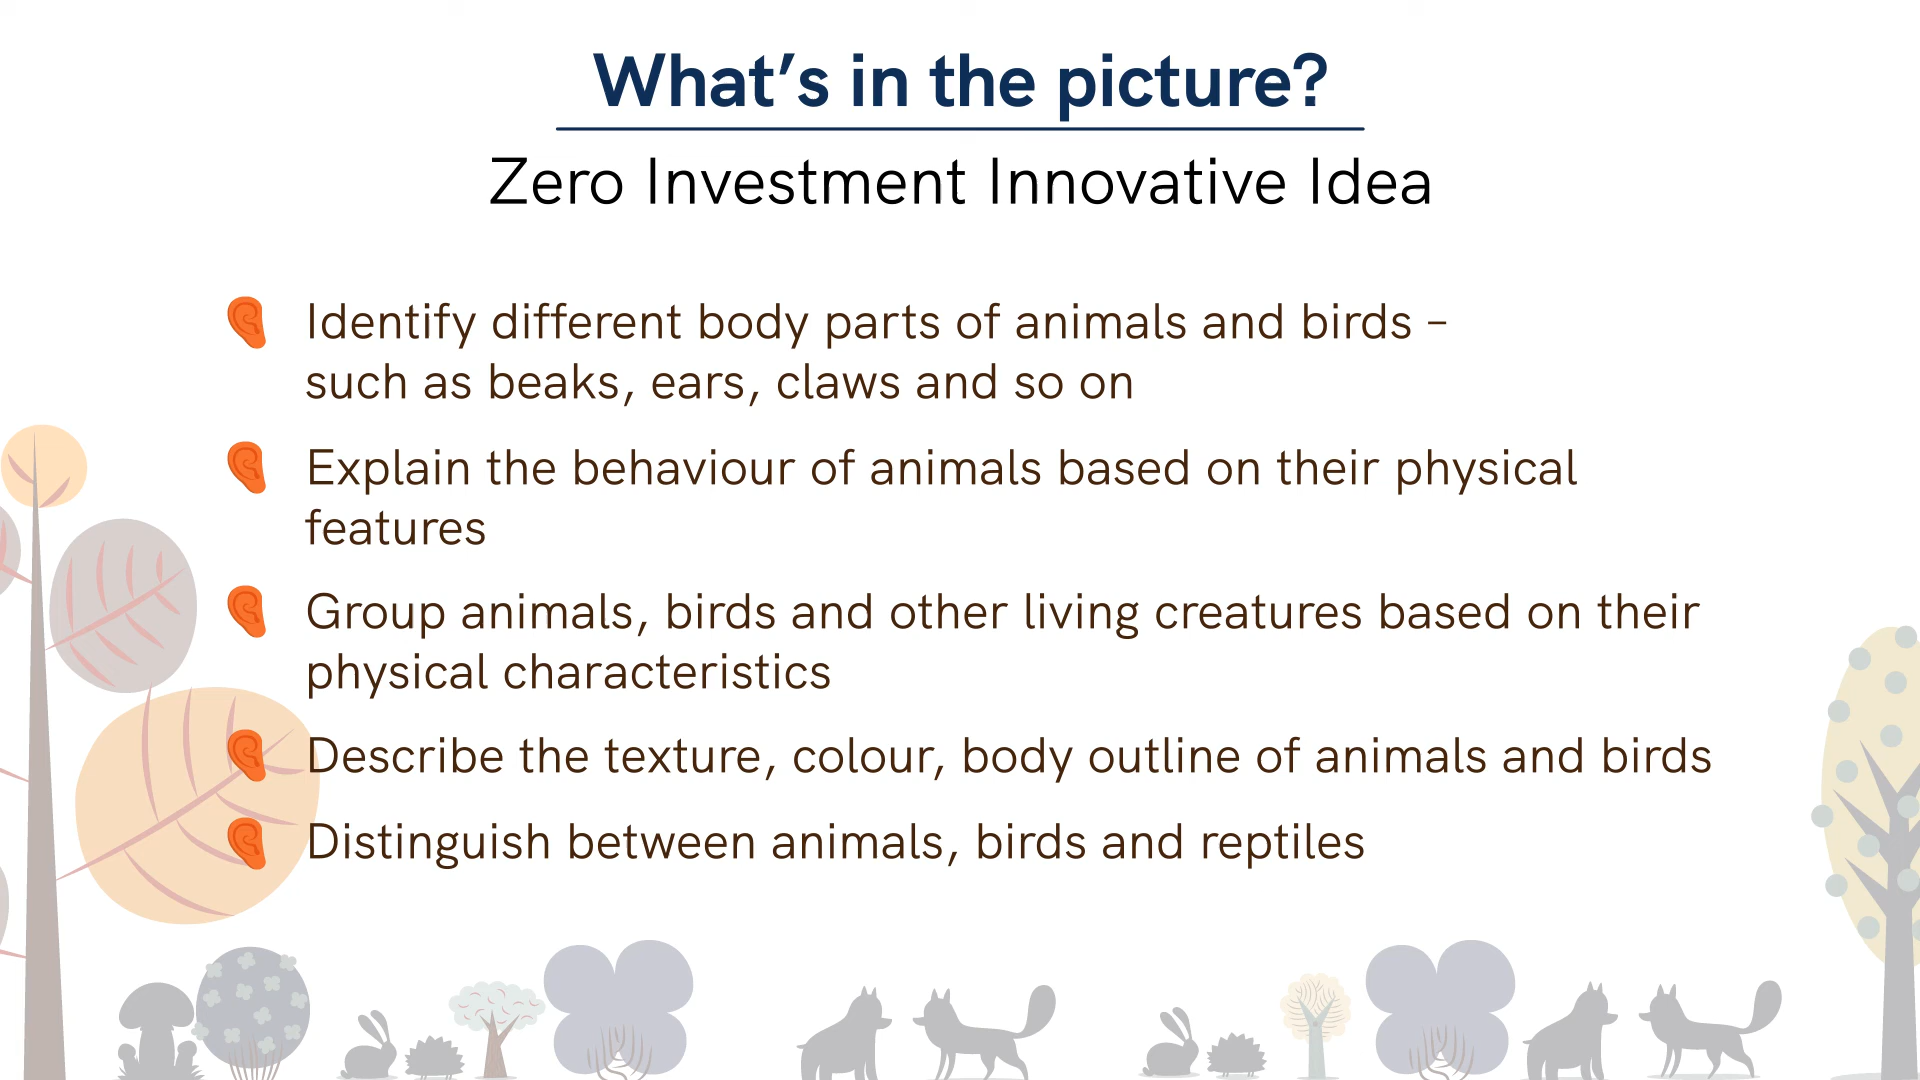 What’s in the picture?
Zero Investment Innovative Idea
Identify different body parts of animals and birds –
such as beaks, ears, claws and so on
Explain the behaviour of animals based on their physical
features
Group animals, birds and other living creatures based on their
physical characteristics
Describe the texture, colour, body outline of animals and birds
Distinguish between animals, birds and reptiles